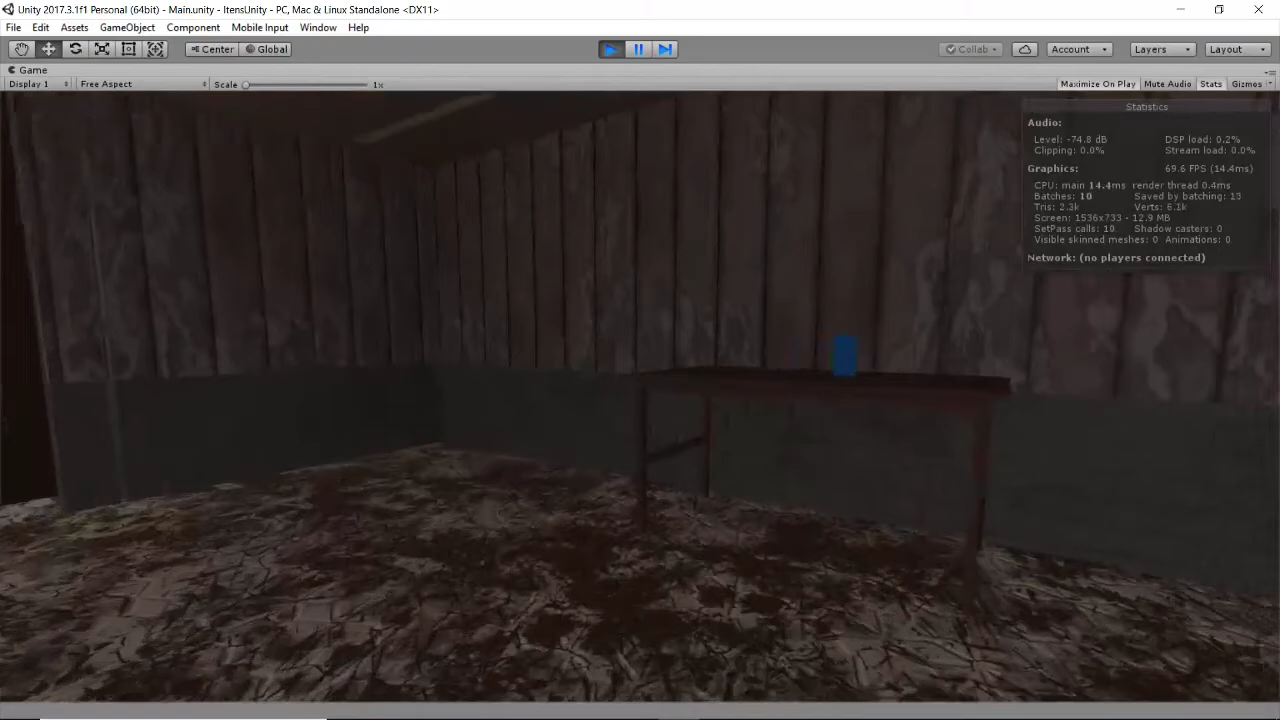 Unity 2017.3.1f1 Personal (64bit) - Main.unity - ItensUnity - PC, Mac & Linux Standalone <DX11>
File Edit Assets GameObject Component Mobile Input Window Help
Center Global Collab Account Layers Layout
Game
Display 1 Free Aspect Scale 1x Maximize On Play Mute Audio Stats Gizmos
Statistics
Audio:
Level: -74.8 dB DSP load: 0.2%
Clipping: 0.0% Stream load: 0.0%
Graphics: 69.6 FPS (14.4ms)
CPU: main 14.4ms render thread 0.4ms
Batches: 10 Saved by batching: 13
Tris: 2.3k Verts: 6.1k
Screen: 1536x733 - 12.9 MB
SetPass calls: 10 Shadow casters: 0
Visible skinned meshes: 0 Animations: 0
Network: (no players connected)